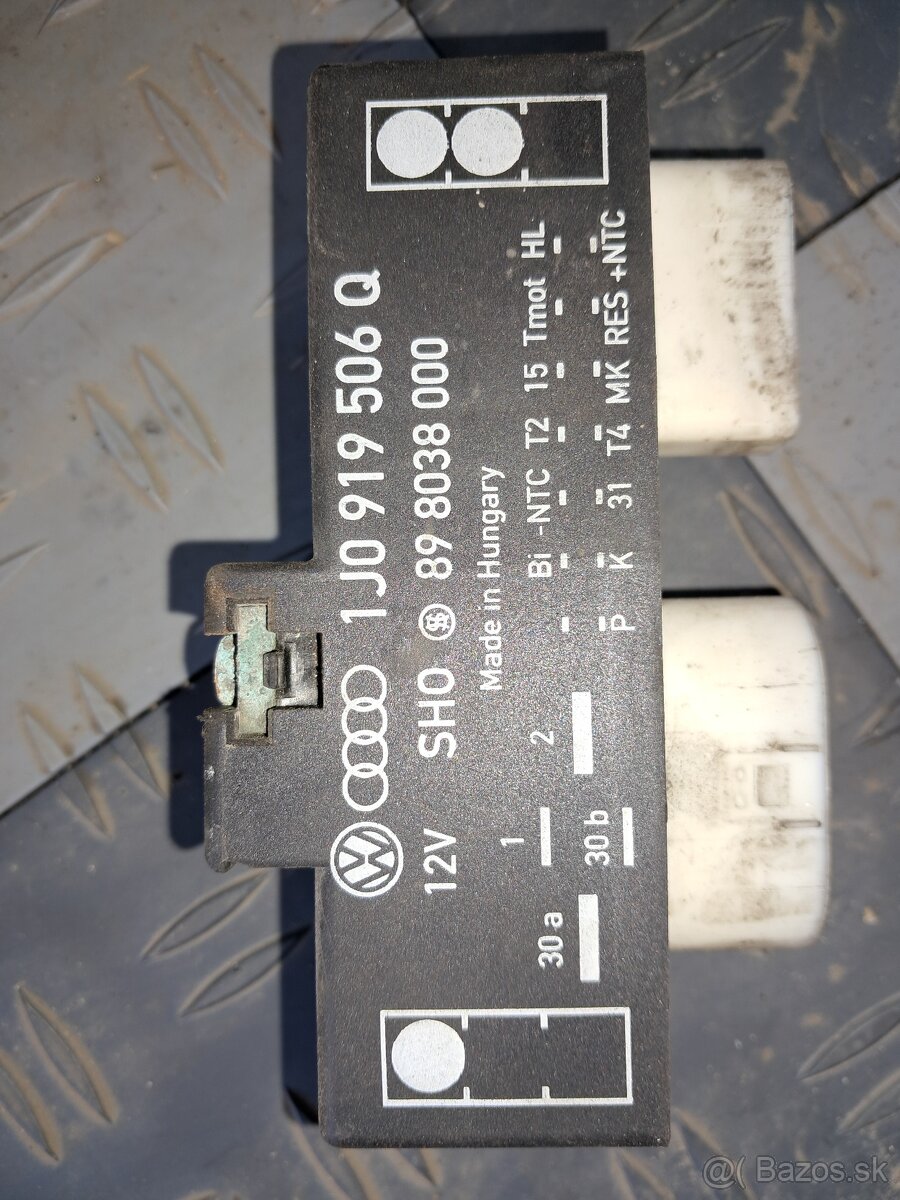 1J0 919 506 Q
12V SHO 89 8038 000
Made in Hungary
1 2 Bi -NTC T2 15 Tmot HL
30 a 30 b P K 31 T4 MK RES +NTC
@( Bazos.sk